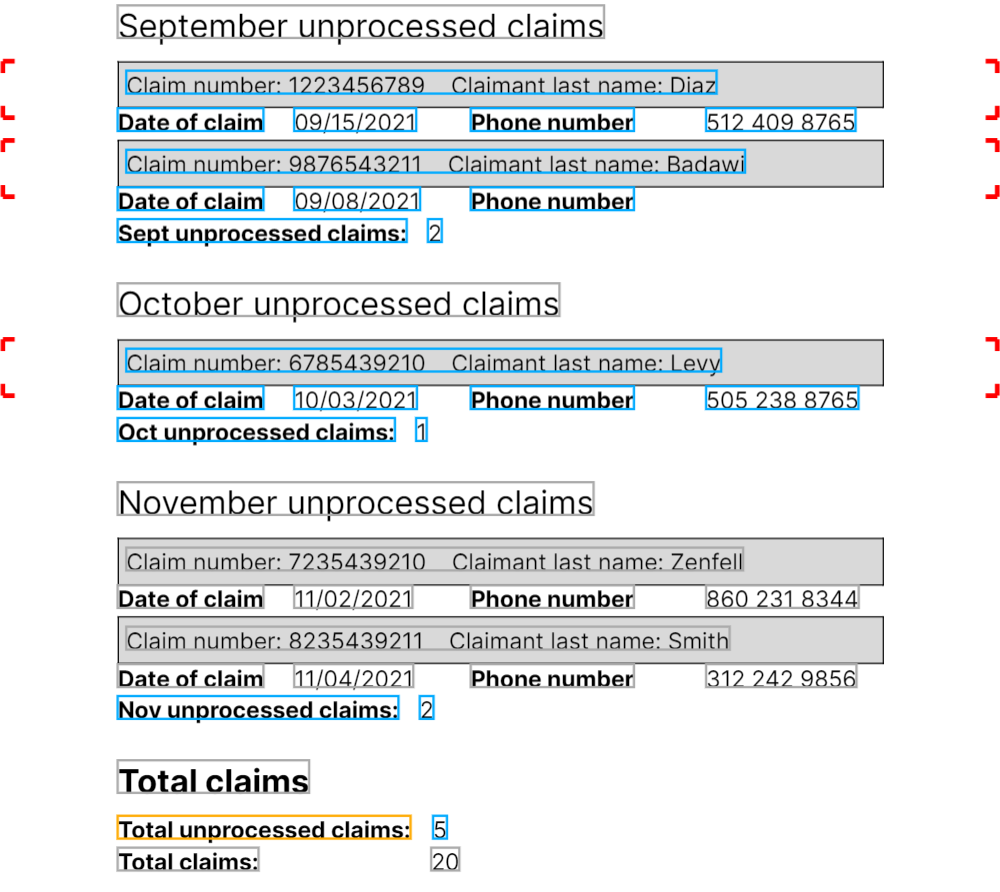 September unprocessed claims
Claim number: 1223456789 Claimant last name: Diaz
Date of claim 09/15/2021 Phone number 512 409 8765
Claim number: 9876543211 Claimant last name: Badawi
Date of claim 09/08/2021 Phone number
Sept unprocessed claims: 2
October unprocessed claims
Claim number: 6785439210 Claimant last name: Levy
Date of claim 10/03/2021 Phone number 505 238 8765
Oct unprocessed claims: 1
November unprocessed claims
Claim number: 7235439210 Claimant last name: Zenfell
Date of claim 11/02/2021 Phone number 860 231 8344
Claim number: 8235439211 Claimant last name: Smith
Date of claim 11/04/2021 Phone number 312 242 9856
Nov unprocessed claims: 2
Total claims
Total unprocessed claims: 5
Total claims: 20